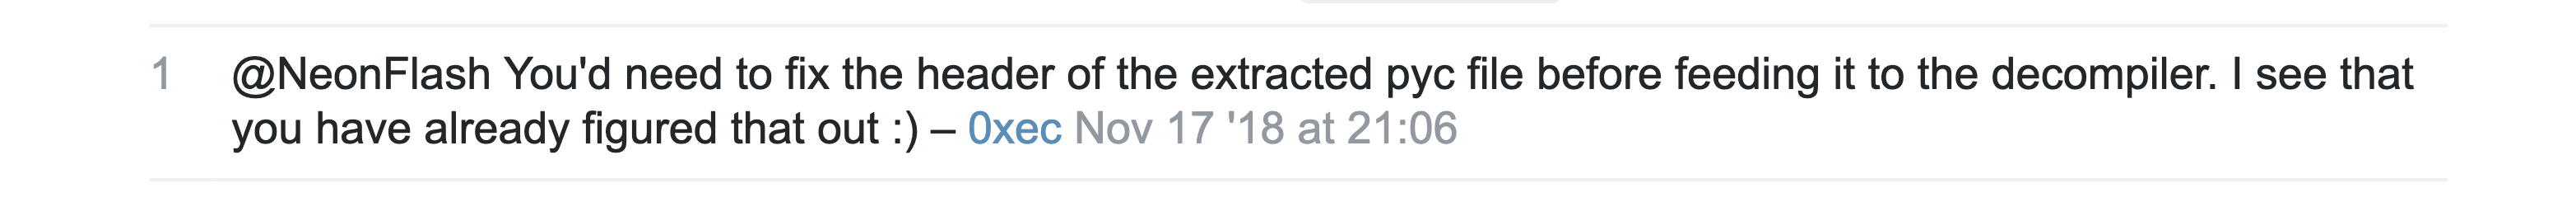 1 @NeonFlash You'd need to fix the header of the extracted pyc file before feeding it to the decompiler. I see that
you have already figured that out :) – 0xec Nov 17 '18 at 21:06